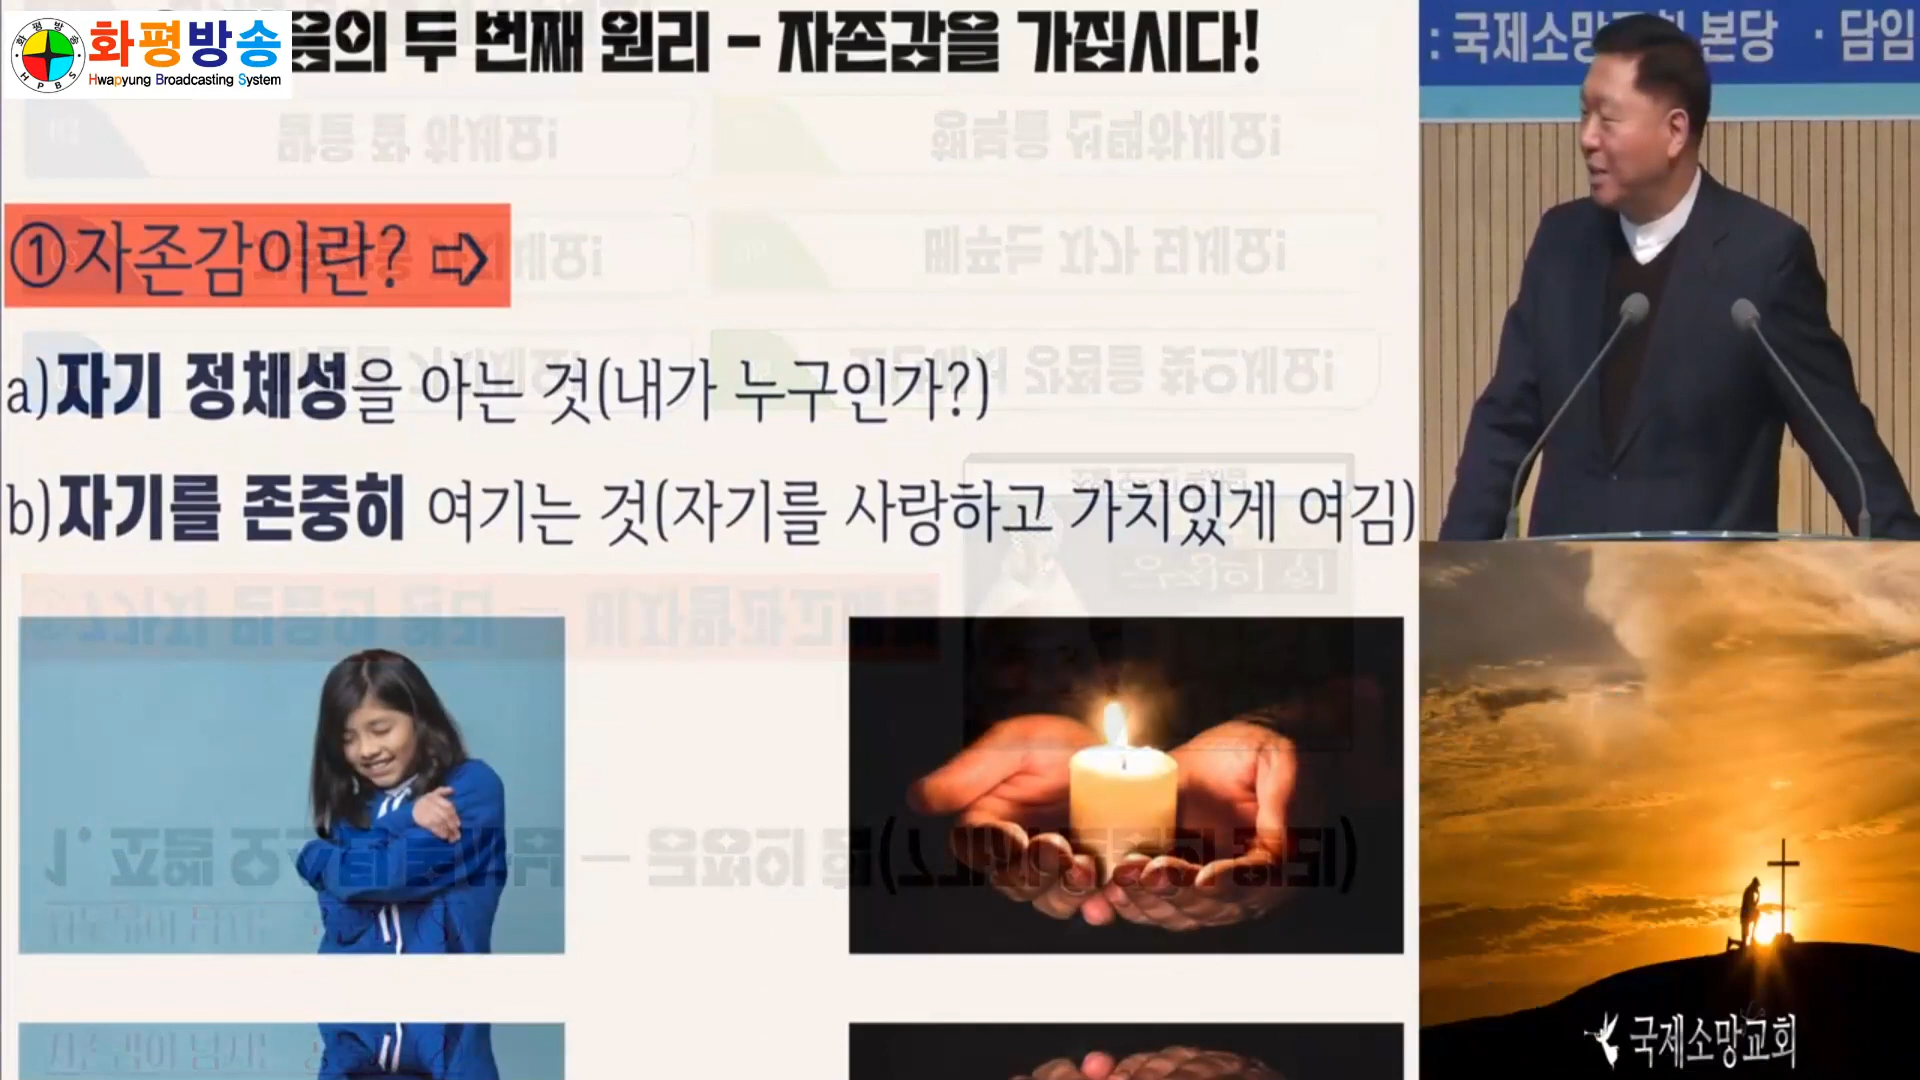 화평방송
Hwapyung Broadcasting System
HPBS
음의 두 번째 원리 - 자존감을 가집시다!
①자존감이란? ⇨
a)자기 정체성을 아는 것(내가 누구인가?)
b)자기를 존중히 여기는 것(자기를 사랑하고 가치있게 여김)
: 국제소망교회 본당 · 담임
국제소망교회